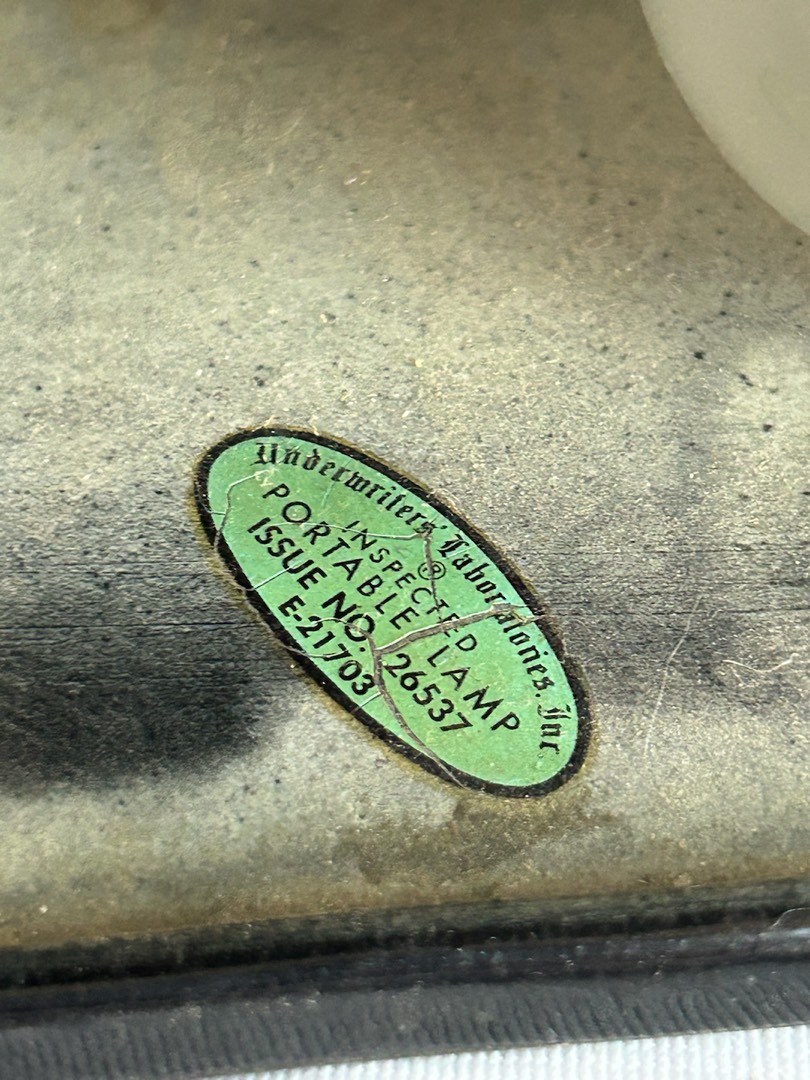 Underwriters' Laboratories, Inc.
®
INSPECTED
PORTABLE LAMP
ISSUE NO. 26537
E-21703